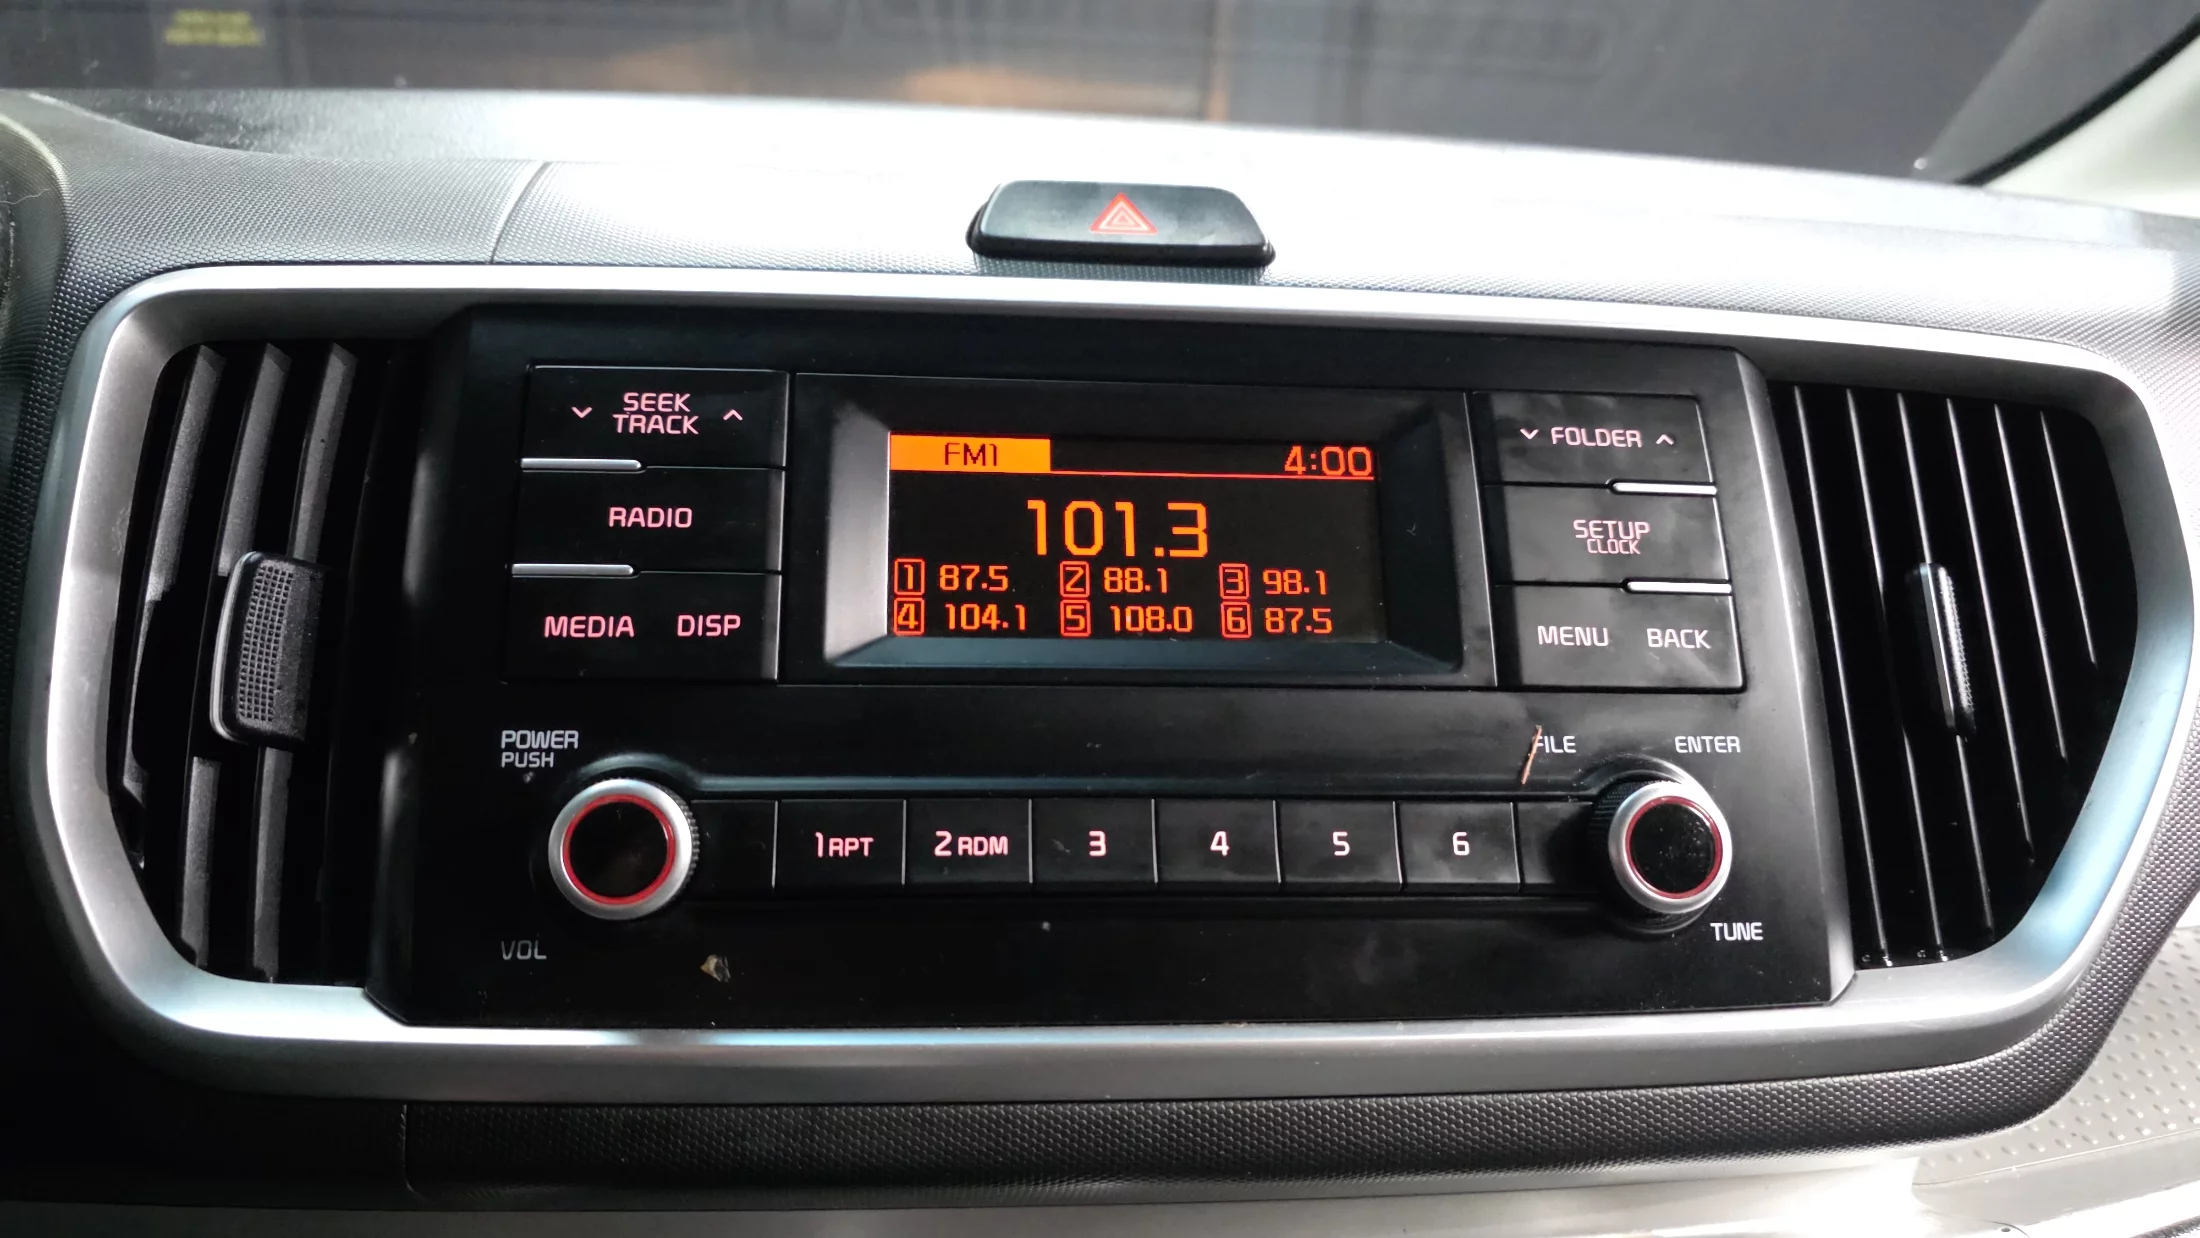 SEEK
TRACK
RADIO
MEDIA DISP
FM1 4:00
101.3
1 87.5 2 88.1 3 98.1
4 104.1 5 108.0 6 87.5
FOLDER
SETUP
CLOCK
MENU BACK
POWER
PUSH
VOL
1 RPT 2 RDM 3 4 5 6
FILE ENTER
TUNE